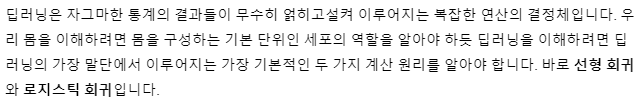 딥러닝은 자그마한 통계의 결과들이 무수히 얽히고설켜 이루어지는 복잡한 연산의 결정체입니다. 우
리 몸을 이해하려면 몸을 구성하는 기본 단위인 세포의 역할을 알아야 하듯 딥러닝을 이해하려면 딥
러닝의 가장 말단에서 이루어지는 가장 기본적인 두 가지 계산 원리를 알아야 합니다. 바로 선형 회귀
와 로지스틱 회귀입니다.